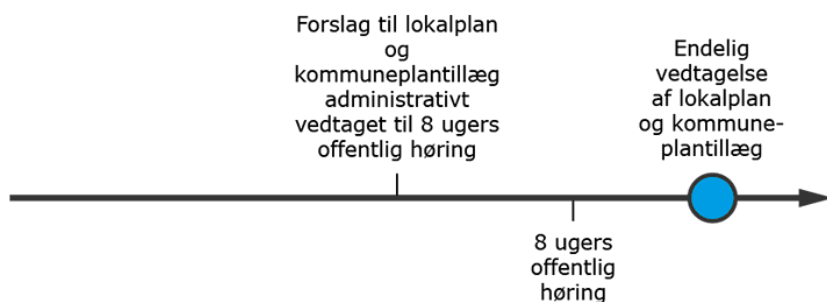 Forslag til lokalplan
og
kommuneplantillæg
administrativt
vedtaget til 8 ugers
offentlig høring
Endelig
vedtagelse
af lokalplan
og kommune-
plantillæg
8 ugers
offentlig
høring